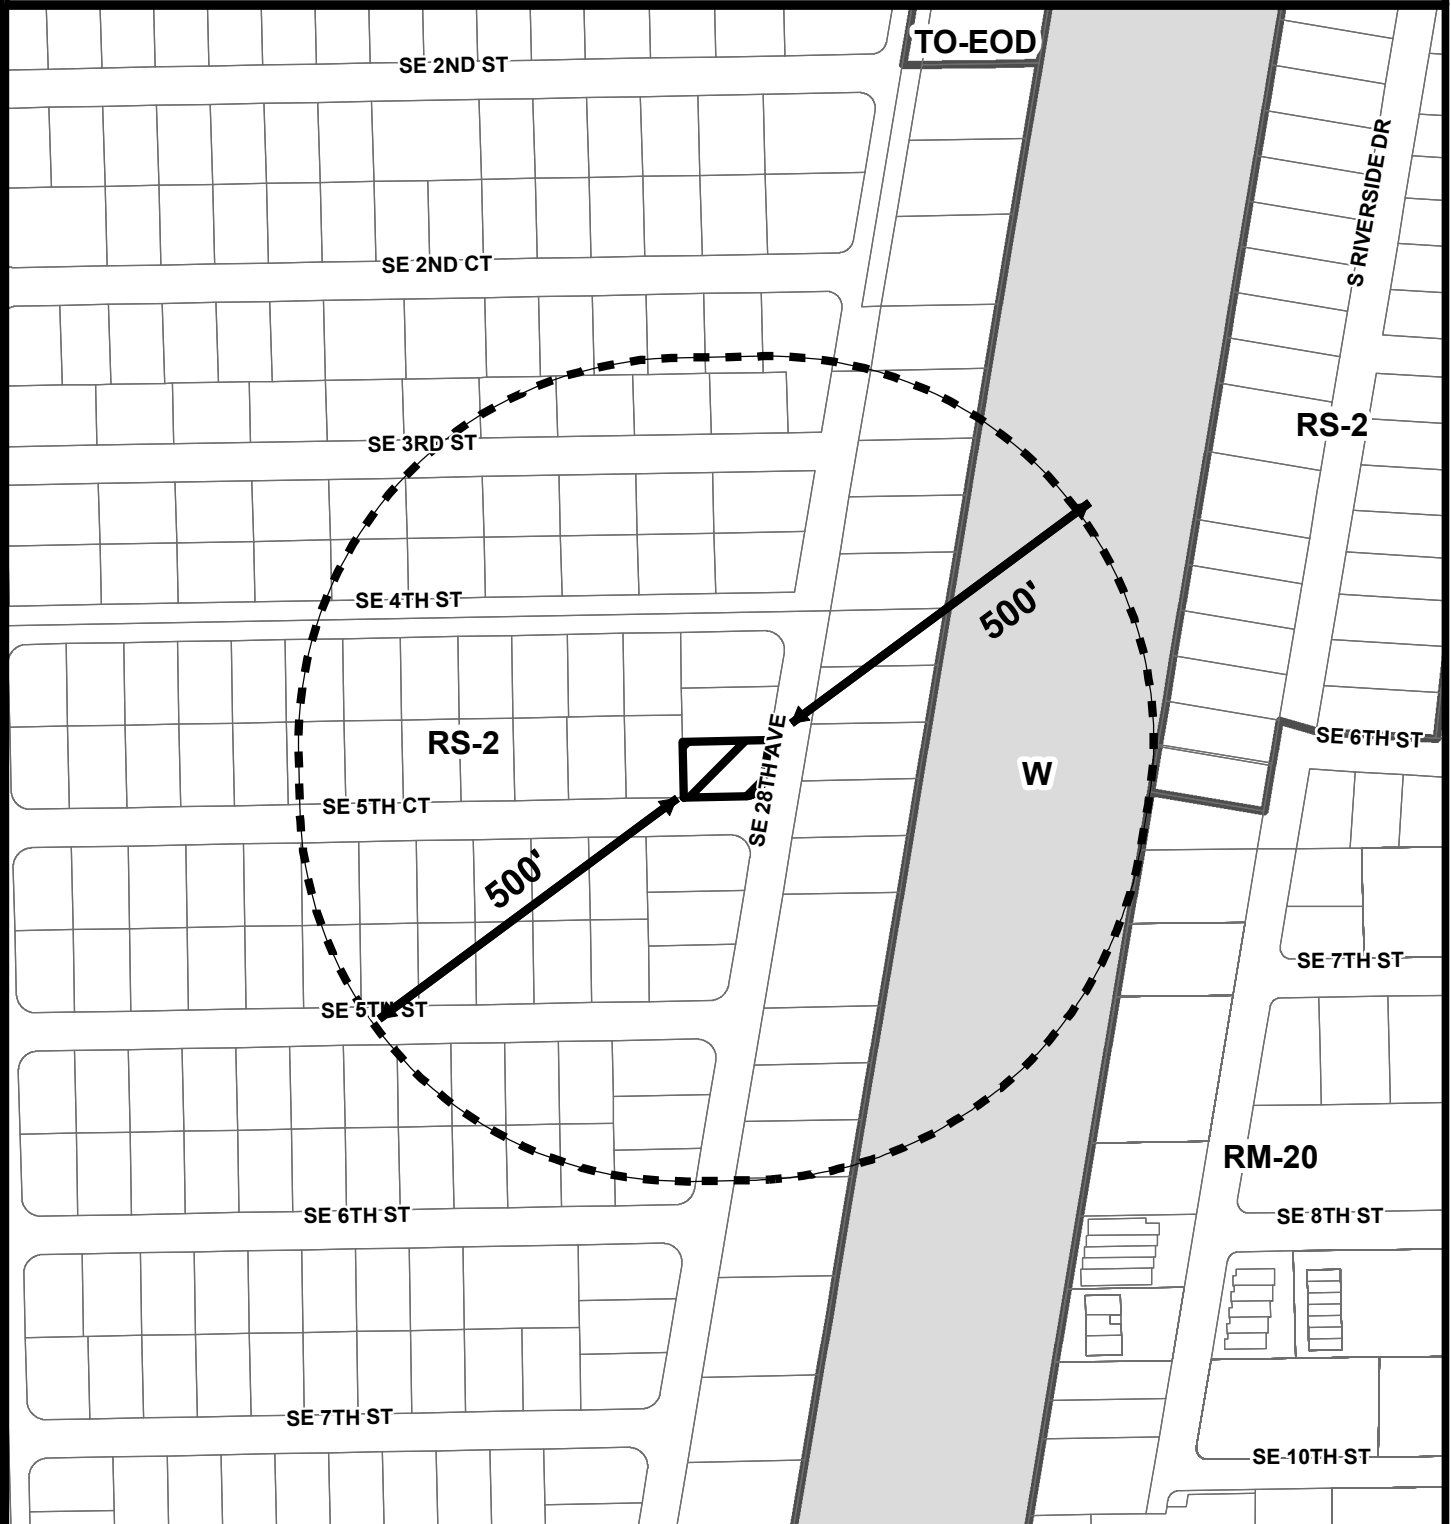 TO-EOD
SE 2ND ST
S RIVERSIDE DR
SE 2ND CT
RS-2
SE 3RD ST
SE 4TH ST
500'
RS-2
SE 28TH AVE
SE 6TH ST
W
SE 5TH CT
500'
SE 7TH ST
SE 5TH ST
RM-20
SE 6TH ST
SE 8TH ST
SE 7TH ST
SE 10TH ST